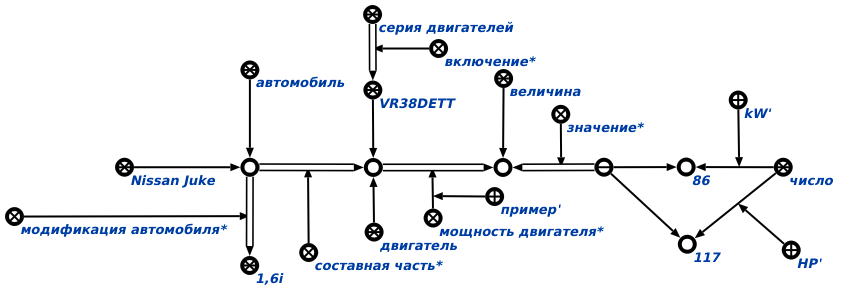 серия двигателей
включение*
автомобиль
величина
VR38DETT
kW'
значение*
Nissan Juke
86
число
пример'
модификация автомобиля*
мощность двигателя*
двигатель
составная часть*
117
HP'
1,6i